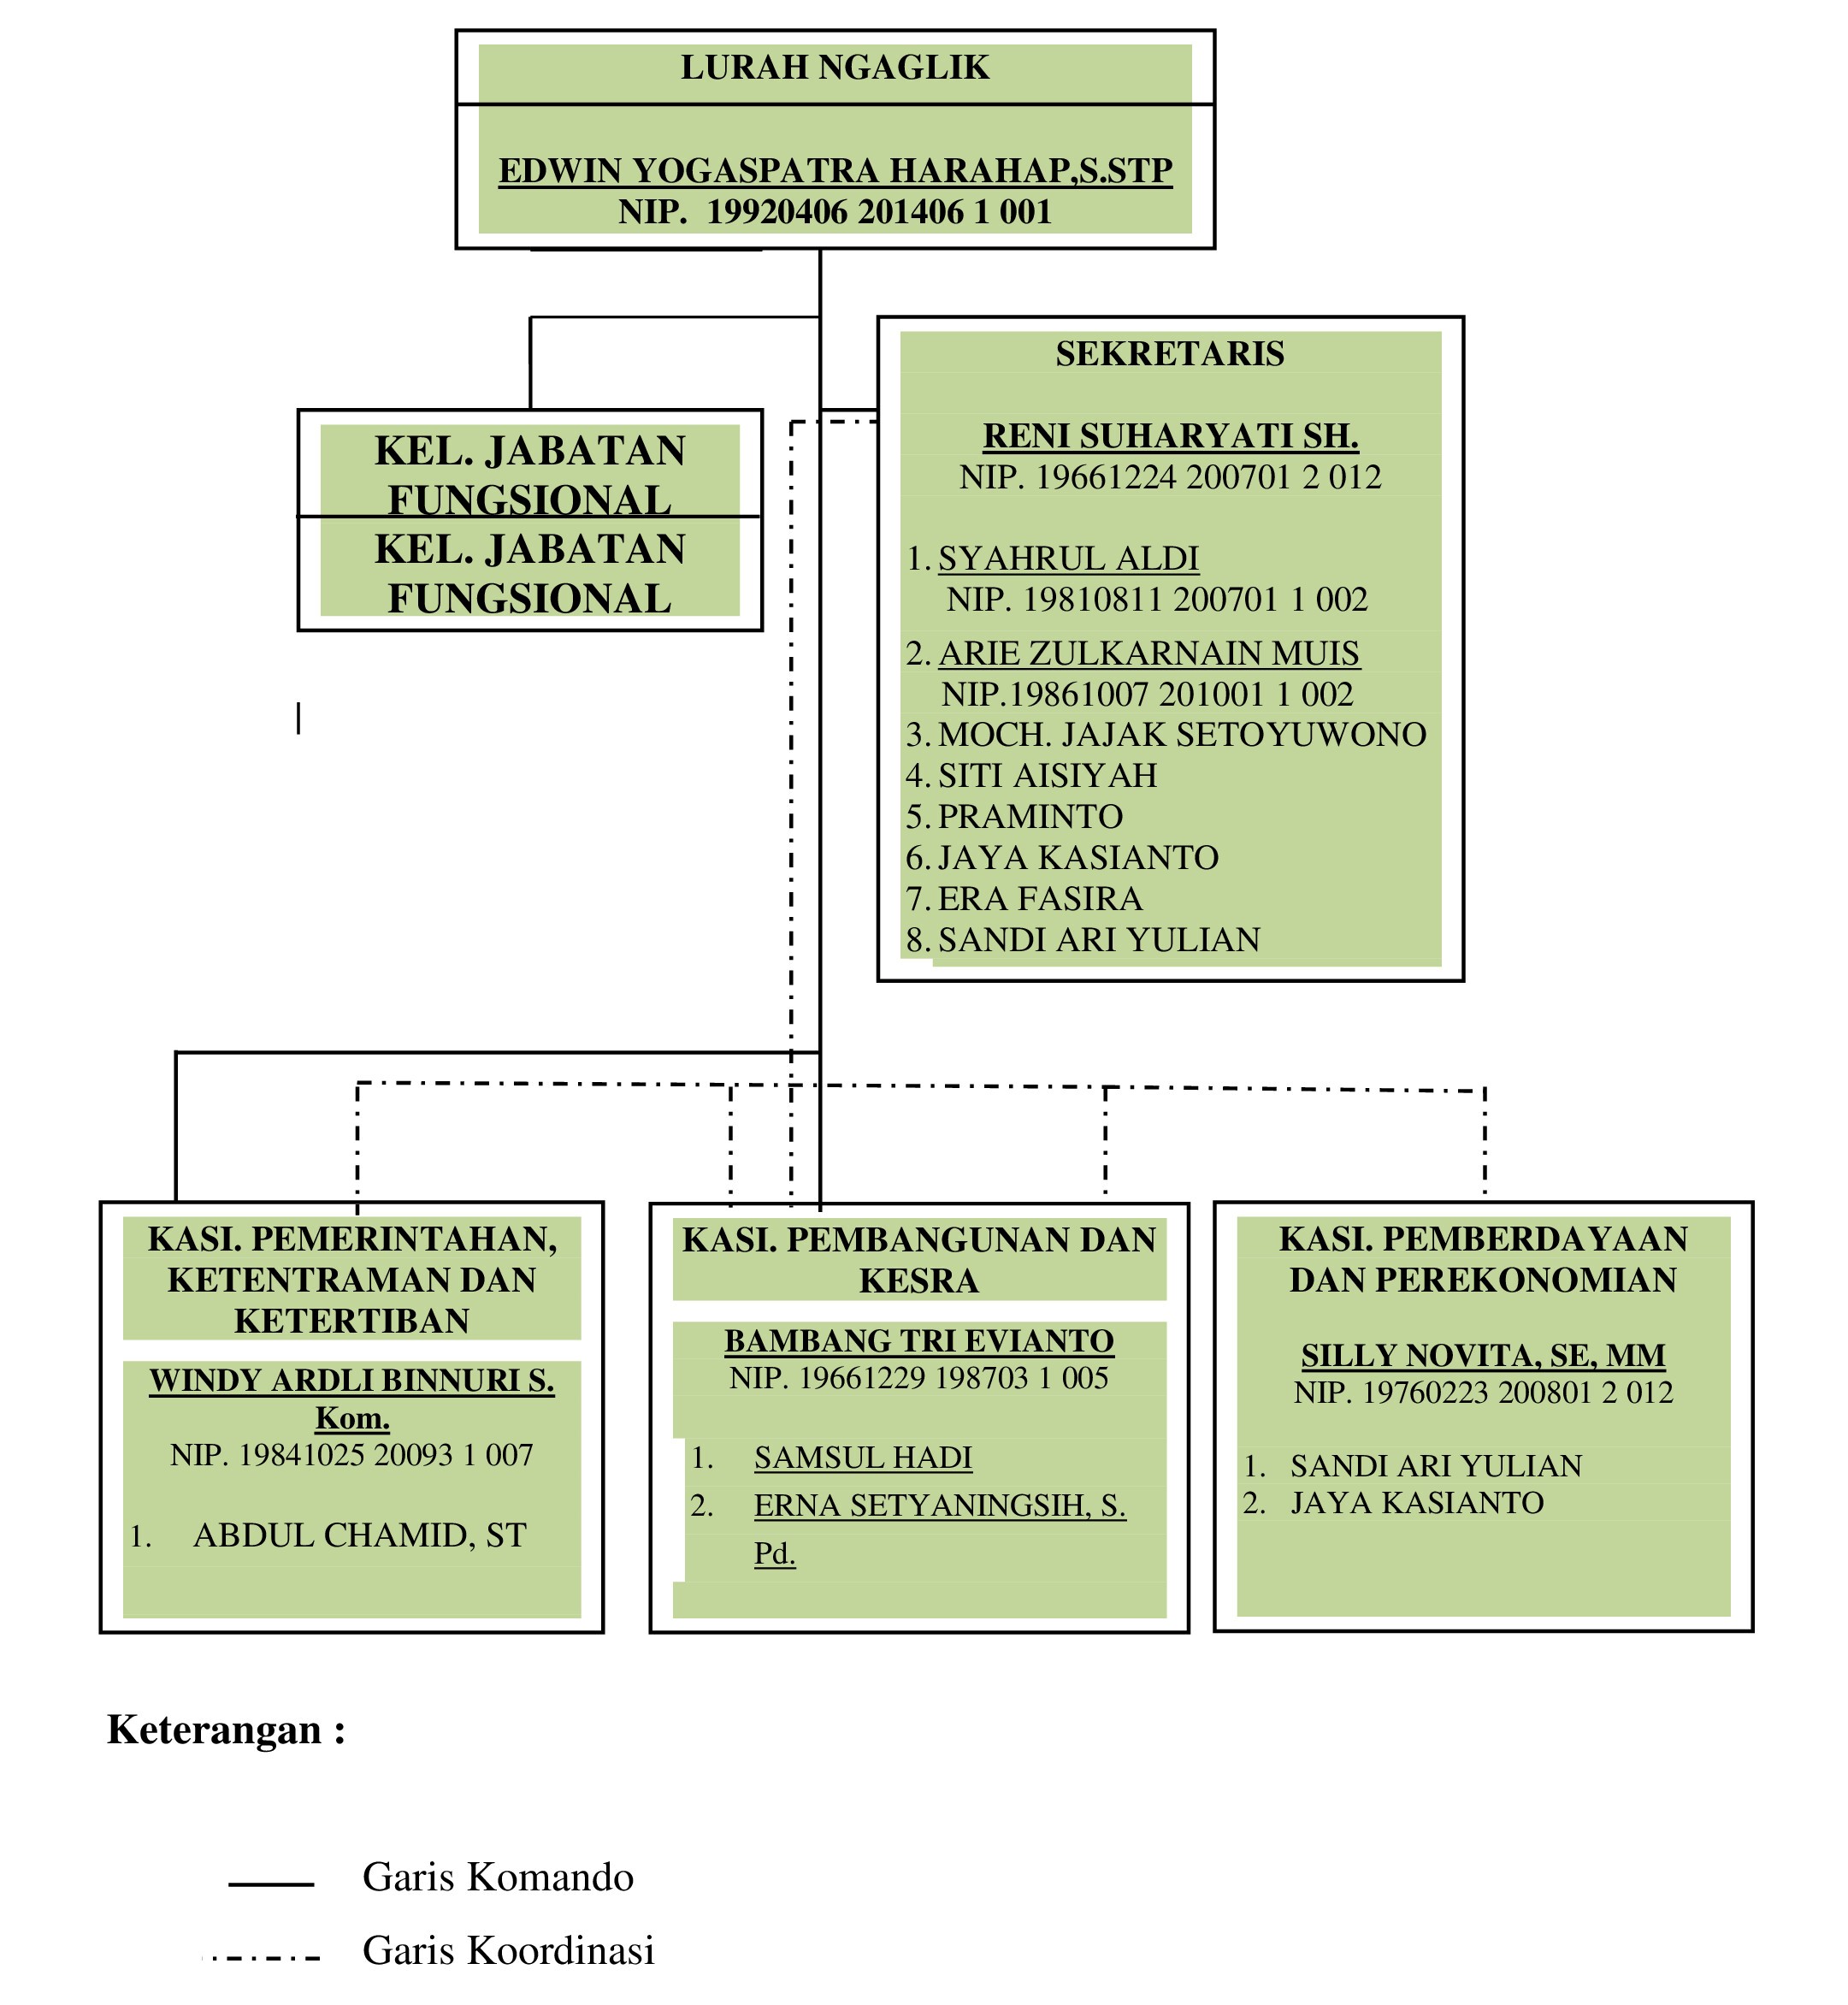 LURAH NGAGLIK
EDWIN YOGASPATRA HARAHAP,S.STP
NIP. 19920406 201406 1 001
KEL. JABATAN
FUNGSIONAL
KEL. JABATAN
FUNGSIONAL
SEKRETARIS
RENI SUHARYATI SH.
NIP. 19661224 200701 2 012
1. SYAHRUL ALDI
NIP. 19810811 200701 1 002
2. ARIE ZULKARNAIN MUIS
NIP.19861007 201001 1 002
3. MOCH. JAJAK SETOYUWONO
4. SITI AISIYAH
5. PRAMINTO
6. JAYA KASIANTO
7. ERA FASIRA
8. SANDI ARI YULIAN
KASI. PEMERINTAHAN,
KETENTRAMAN DAN
KETERTIBAN
WINDY ARDLI BINNURI S.
Kom.
NIP. 19841025 20093 1 007
1. ABDUL CHAMID, ST
KASI. PEMBANGUNAN DAN
KESRA
BAMBANG TRI EVIANTO
NIP. 19661229 198703 1 005
1. SAMSUL HADI
2. ERNA SETYANINGSIH, S.
Pd.
KASI. PEMBERDAYAAN
DAN PEREKONOMIAN
SILLY NOVITA, SE, MM
NIP. 19760223 200801 2 012
1. SANDI ARI YULIAN
2. JAYA KASIANTO
Keterangan :
Garis Komando
Garis Koordinasi